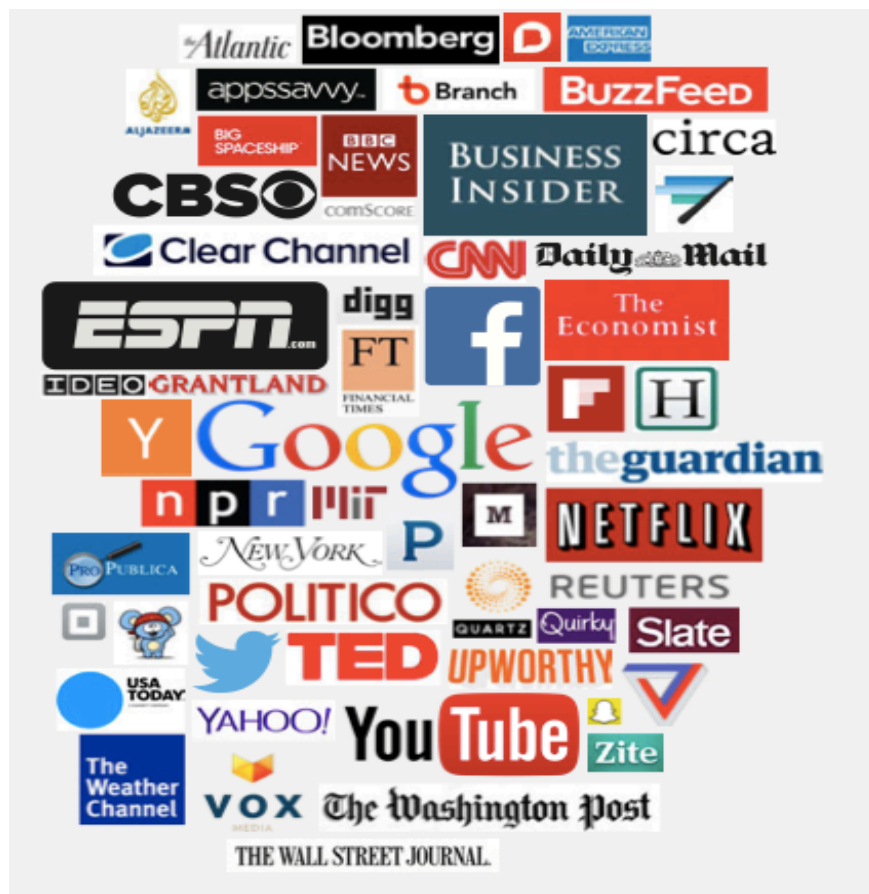 the Atlantic
Bloomberg
D
AMERICAN
EXPRESS
ALJAZEERA
appssavvy
Branch
BUZZFEED
BIG
SPACESHIP
BBC
NEWS
BUSINESS
INSIDER
circa
CBS
comSCORE
Clear Channel
CNN
Daily Mail
ESPN.com
digg
FT
FINANCIAL
TIMES
f
The
Economist
IDEO
GRANTLAND
F
H
Y
Google
theguardian
npr
MIT
M
NETFLIX
PROPUBLICA
NEW YORK
P
REUTERS
POLITICO
QUARTZ
Quirky
Slate
TED
UPWORTHY
USA
TODAY
YAHOO!
YouTube
Zite
The
Weather
Channel
VOX
MEDIA
The Washington Post
THE WALL STREET JOURNAL.